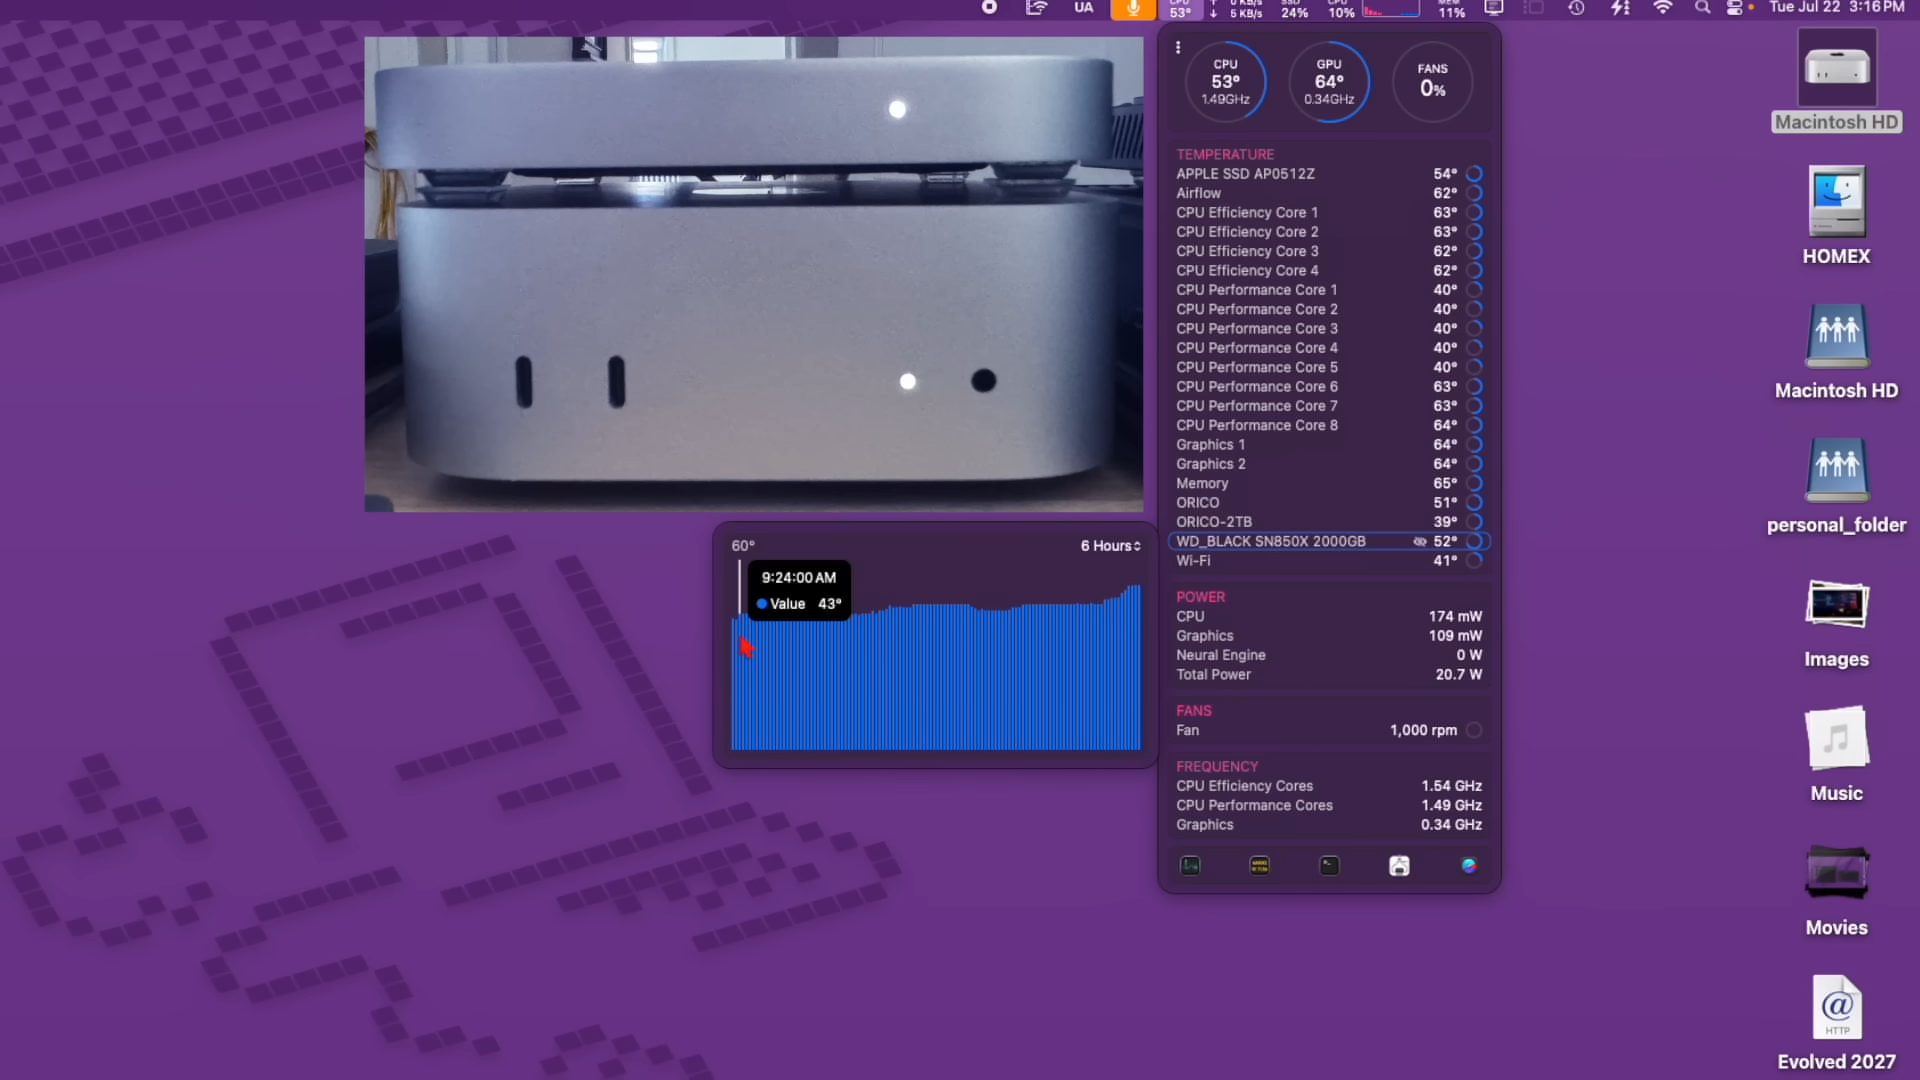 UA
CPU
53°
0 KB/s
5 KB/s
SSD
24%
CPU
10%
MEM
11%
Tue Jul 22 3:16 PM
CPU
53°
1.49GHz
GPU
64°
0.34GHz
FANS
0%
TEMPERATURE
APPLE SSD AP0512Z 54°
Airflow 62°
CPU Efficiency Core 1 63°
CPU Efficiency Core 2 63°
CPU Efficiency Core 3 62°
CPU Efficiency Core 4 62°
CPU Performance Core 1 40°
CPU Performance Core 2 40°
CPU Performance Core 3 40°
CPU Performance Core 4 40°
CPU Performance Core 5 40°
CPU Performance Core 6 63°
CPU Performance Core 7 63°
CPU Performance Core 8 64°
Graphics 1 64°
Graphics 2 64°
Memory 65°
ORICO 51°
ORICO-2TB 39°
WD_BLACK SN850X 2000GB 52°
Wi-Fi 41°
POWER
CPU 174 mW
Graphics 109 mW
Neural Engine 0 W
Total Power 20.7 W
FANS
Fan 1,000 rpm
FREQUENCY
CPU Efficiency Cores 1.54 GHz
CPU Performance Cores 1.49 GHz
Graphics 0.34 GHz
60°
6 Hours
9:24:00 AM
Value 43°
Macintosh HD
HOMEX
Macintosh HD
personal_folder
Images
Music
Movies
HTTP
Evolved 2027